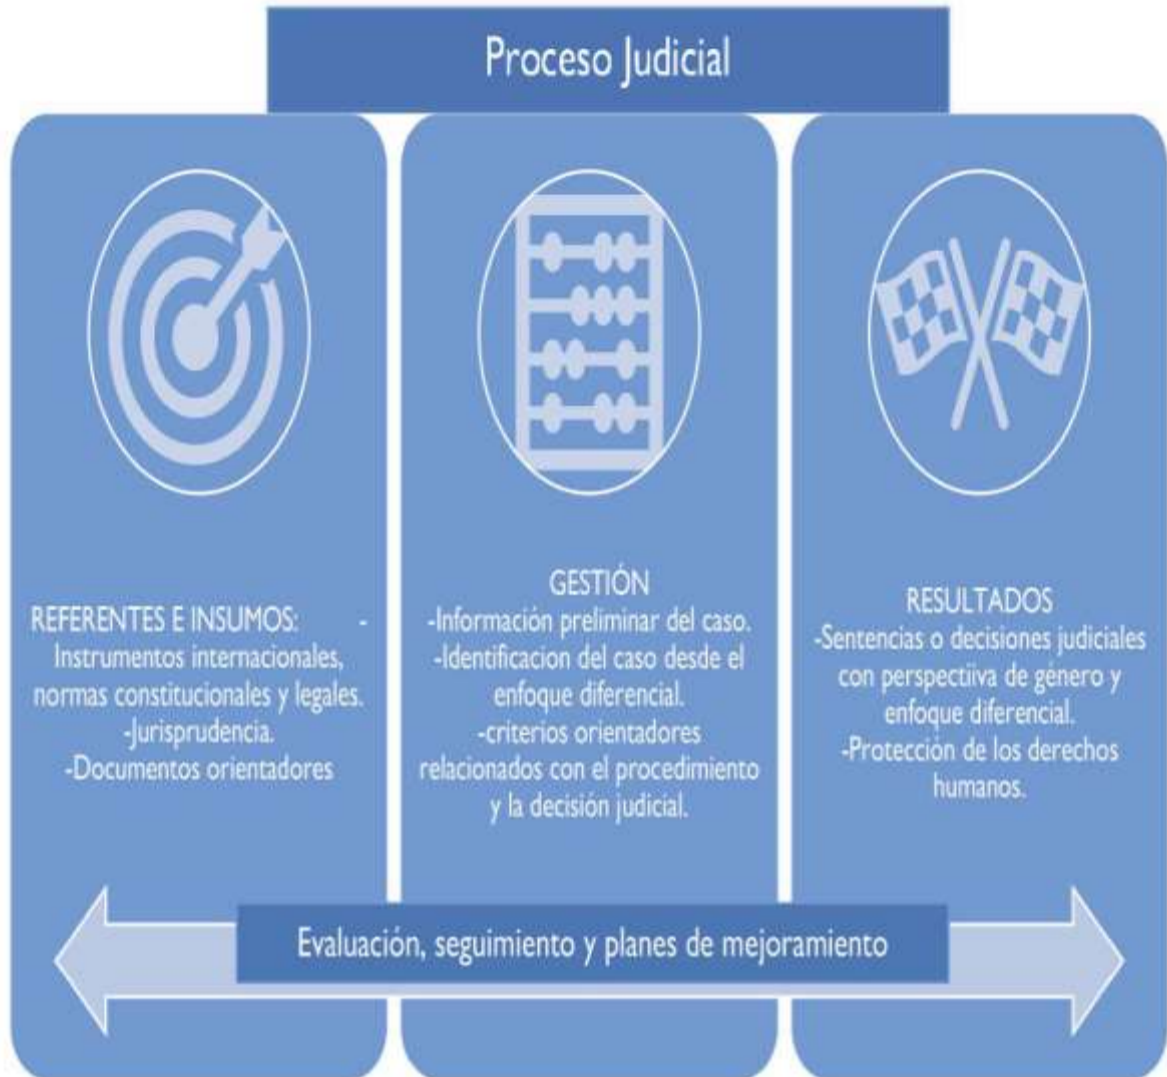 Proceso Judicial
REFERENTES E INSUMOS: -
Instrumentos internacionales,
normas constitucionales y legales.
-Jurisprudencia.
-Documentos orientadores
GESTIÓN
-Información preliminar del caso.
-Identificacion del caso desde el
enfoque diferencial.
-criterios orientadores
relacionados con el procedimiento
y la decisión judicial.
RESULTADOS
-Sentencias o decisiones judiciales
con perspectiiva de género y
enfoque diferencial.
-Protección de los derechos
humanos.
Evaluación, seguimiento y planes de mejoramiento